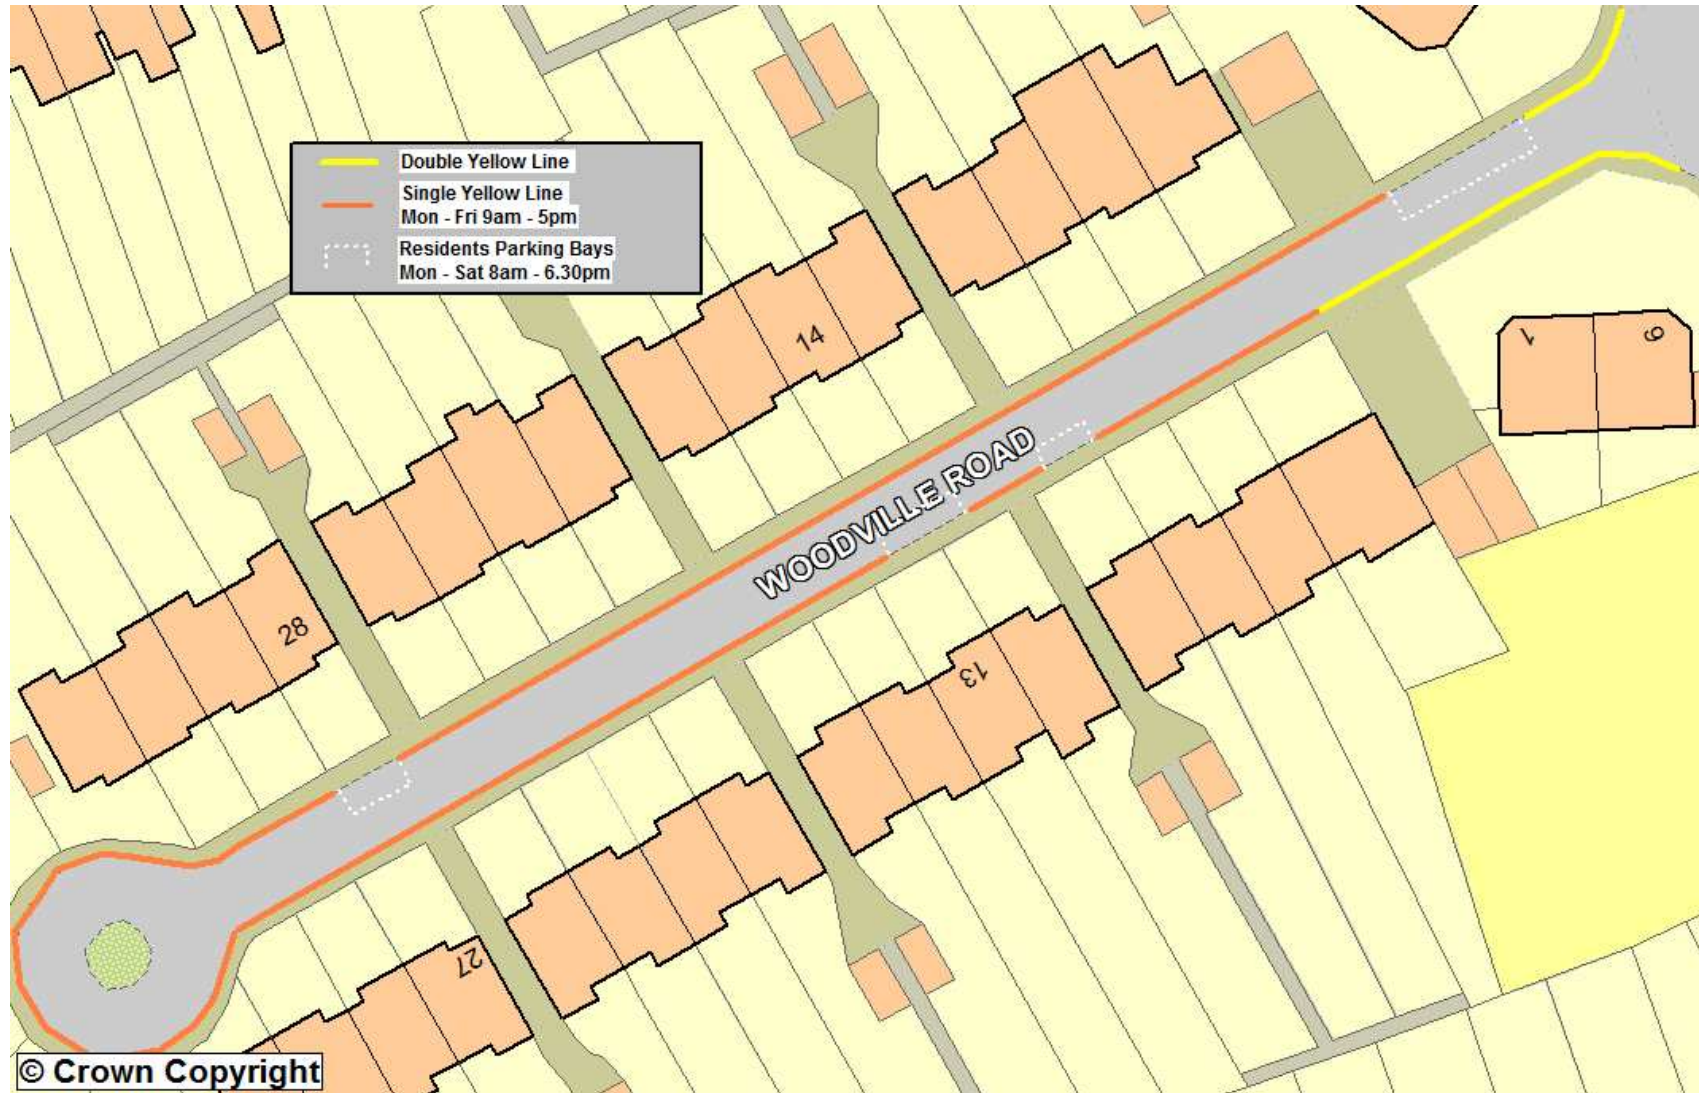 Double Yellow Line
Single Yellow Line
Mon - Fri 9am - 5pm
Residents Parking Bays
Mon - Sat 8am - 6.30pm
14
1
9
WOODVILLE ROAD
28
13
27
© Crown Copyright